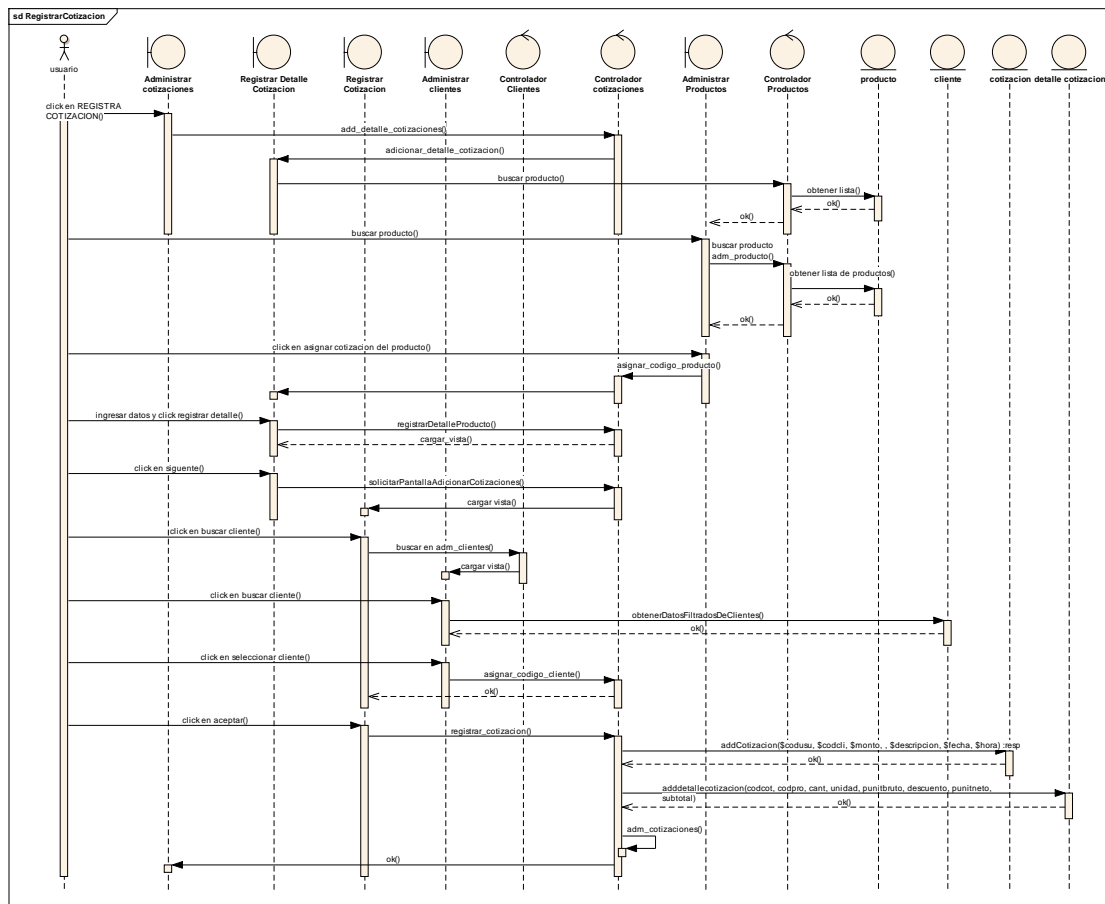 sd RegistrarCotizacion
usuario
Administrar
cotizaciones
Registrar Detalle
Cotizacion
Registrar
Cotizacion
Administrar
clientes
Controlador
Clientes
Controlador
cotizaciones
Administrar
Productos
Controlador
Productos
producto
cliente
cotizacion
detalle cotizacion
click en REGISTRA
COTIZACION()
add_detalle_cotizaciones()
adicionar_detalle_cotizacion()
buscar producto()
obtener lista()
ok()
ok()
buscar producto()
buscar producto
adm_producto()
obtener lista de productos()
ok()
ok()
click en asignar cotizacion del producto()
asignar_codigo_producto()
ingresar datos y click registrar detalle()
registrarDetalleProducto()
cargar_vista()
click en siguente()
solicitarPantallaAdicionarCotizaciones()
cargar vista()
click en buscar cliente()
buscar en adm_clientes()
cargar vista()
click en buscar cliente()
obtenerDatosFiltradosDeClientes()
ok()
click en seleccionar cliente()
asignar_codigo_cliente()
ok()
click en aceptar()
registrar_cotizacion()
addCotizacion($codusu, $codcli, $monto, , $descripcion, $fecha, $hora) :resp
ok()
adddetallecotizacion(codcot, codpro, cant, unidad, punitbruto, descuento, punitneto,
subtotal)
ok()
adm_cotizaciones()
ok()